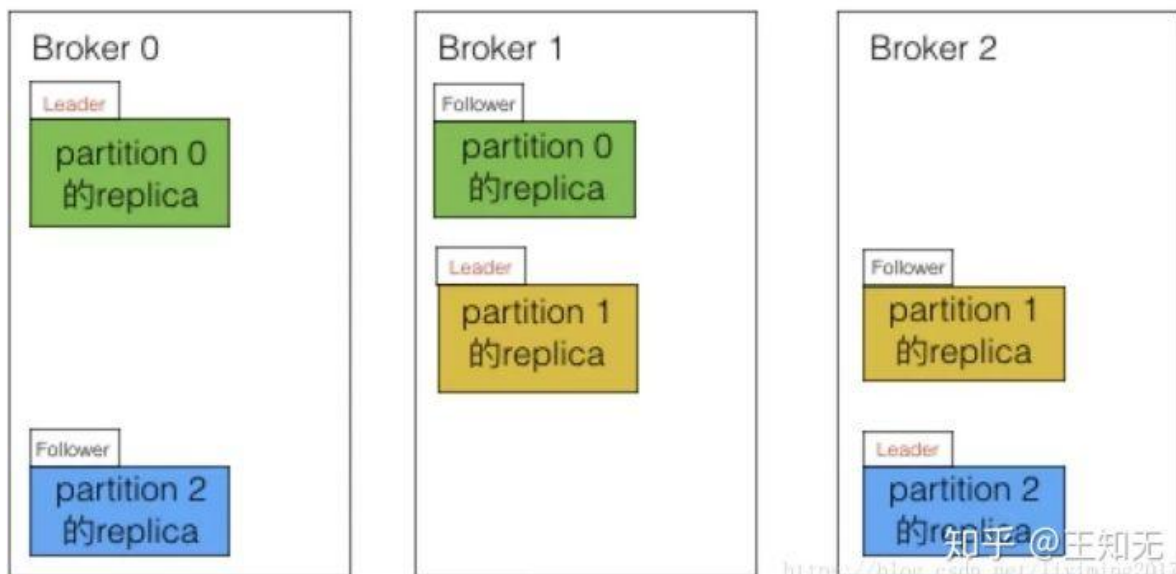 Broker 0
Leader
partition 0
的replica
Follower
partition 2
的replica
Broker 1
Follower
partition 0
的replica
Leader
partition 1
的replica
Broker 2
Follower
partition 1
的replica
Leader
partition 2
的replica
知乎 @王知无